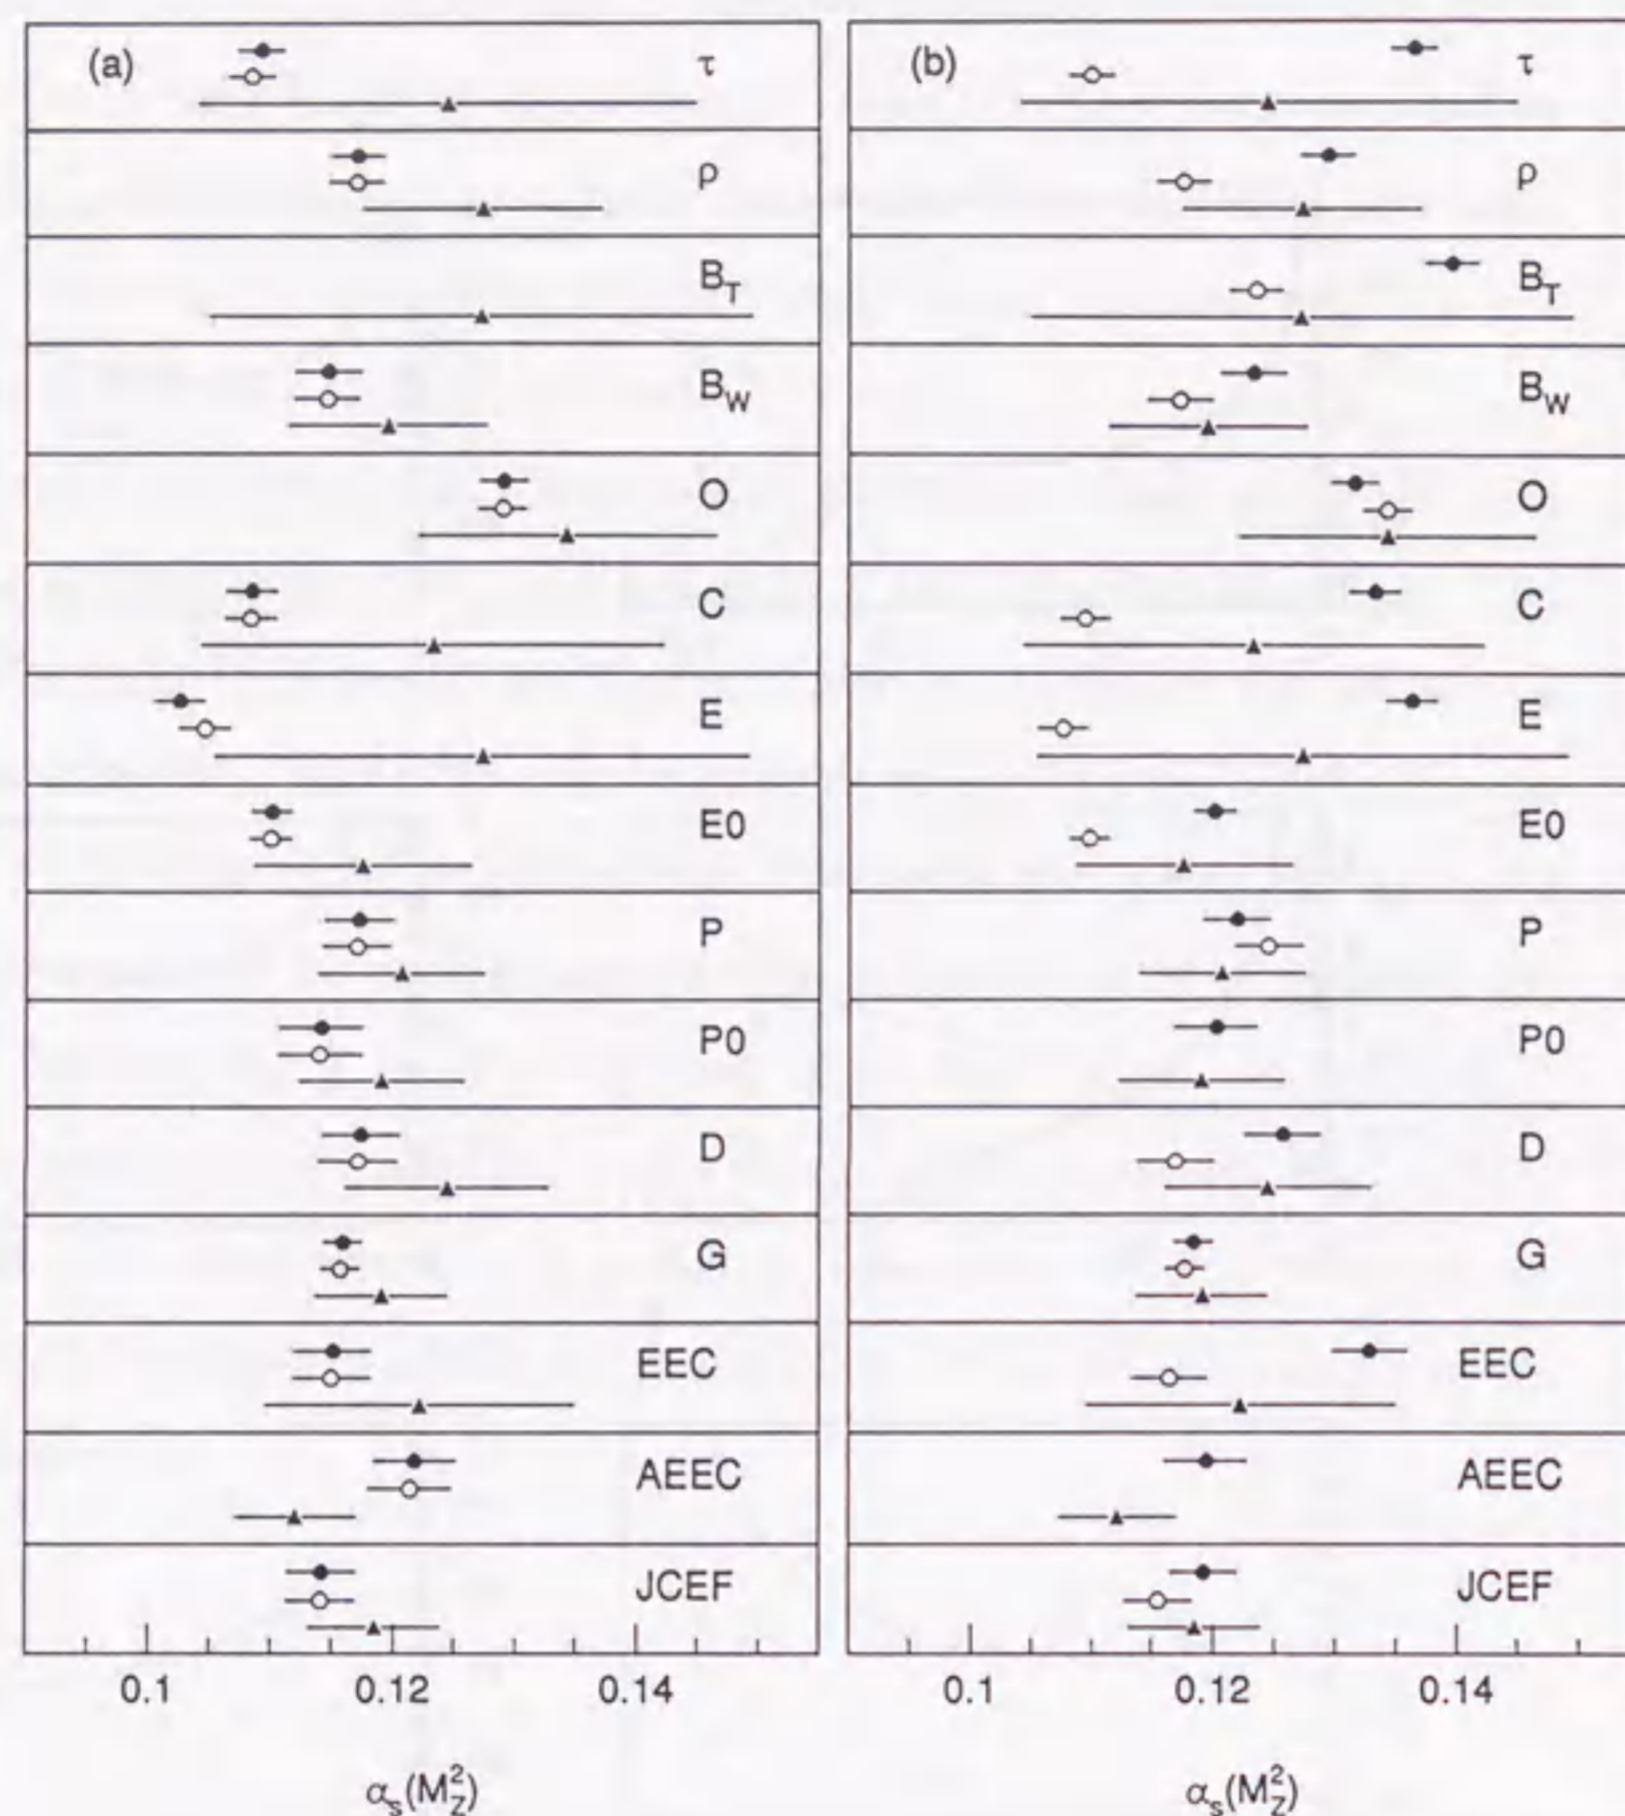 (a) τ
ρ
B_T
B_W
O
C
E
E0
P
P0
D
G
EEC
AEEC
JCEF
0.1 0.12 0.14
α_s(M_Z^2)
(b) τ
ρ
B_T
B_W
O
C
E
E0
P
P0
D
G
EEC
AEEC
JCEF
0.1 0.12 0.14
α_s(M_Z^2)